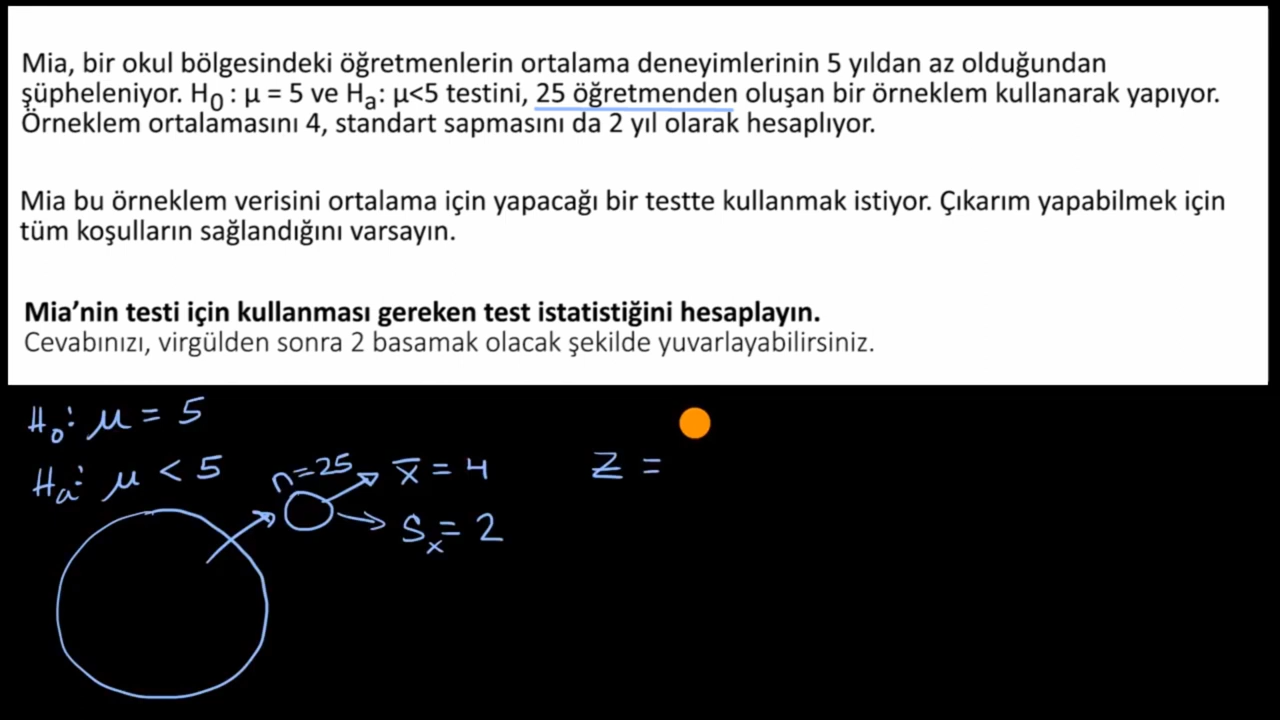 Mia, bir okul bölgesindeki öğretmenlerin ortalama deneyimlerinin 5 yıldan az olduğundan
şüpheleniyor. H₀ : μ = 5 ve Hₐ: μ<5 testini, 25 öğretmenden oluşan bir örneklem kullanarak yapıyor.
Örneklem ortalamasını 4, standart sapmasını da 2 yıl olarak hesaplıyor.
Mia bu örneklem verisini ortalama için yapacağı bir testte kullanmak istiyor. Çıkarım yapabilmek için
tüm koşulların sağlandığını varsayın.
Mia’nin testi için kullanması gereken test istatistiğini hesaplayın.
Cevabınızı, virgülden sonra 2 basamak olacak şekilde yuvarlayabilirsiniz.
H₀: μ = 5
Hₐ: μ < 5
n=25
x̄ = 4
Sₓ = 2
z =